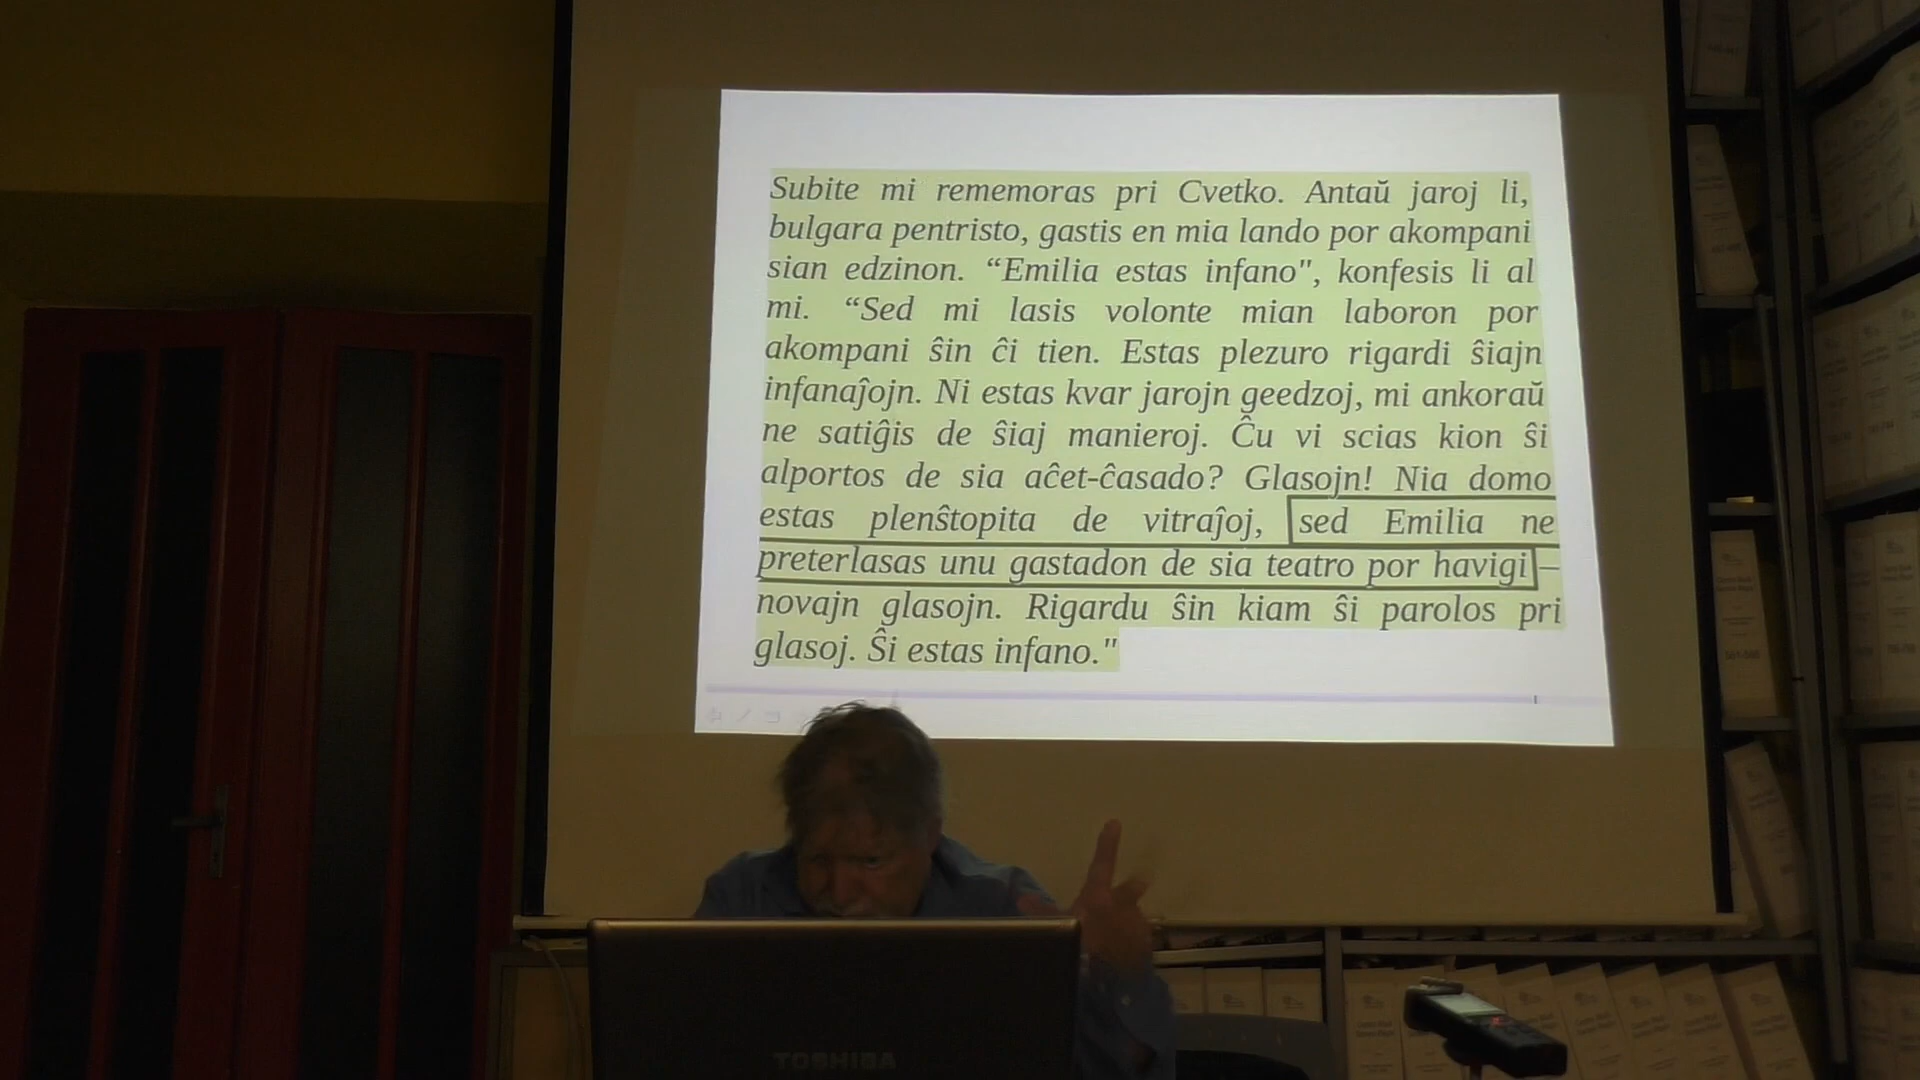 Subite mi rememoras pri Cvetko. Antaŭ jaroj li,
bulgara pentristo, gastis en mia lando por akompani
sian edzinon. “Emilia estas infano", konfesis li al
mi. “Sed mi lasis volonte mian laboron por
akompani ŝin ĉi tien. Estas plezuro rigardi ŝiajn
infanaĵojn. Ni estas kvar jarojn geedzoj, mi ankoraŭ
ne satiĝis de ŝiaj manieroj. Ĉu vi scias kion ŝi
alportos de sia aĉet-ĉasado? Glasojn! Nia domo
estas plenŝtopita de vitraĵoj, sed Emilia ne
preterlasas unu gastadon de sia teatro por havigi –
novajn glasojn. Rigardu ŝin kiam ŝi parolos pri
glasoj. Ŝi estas infano."
TOSHIBA